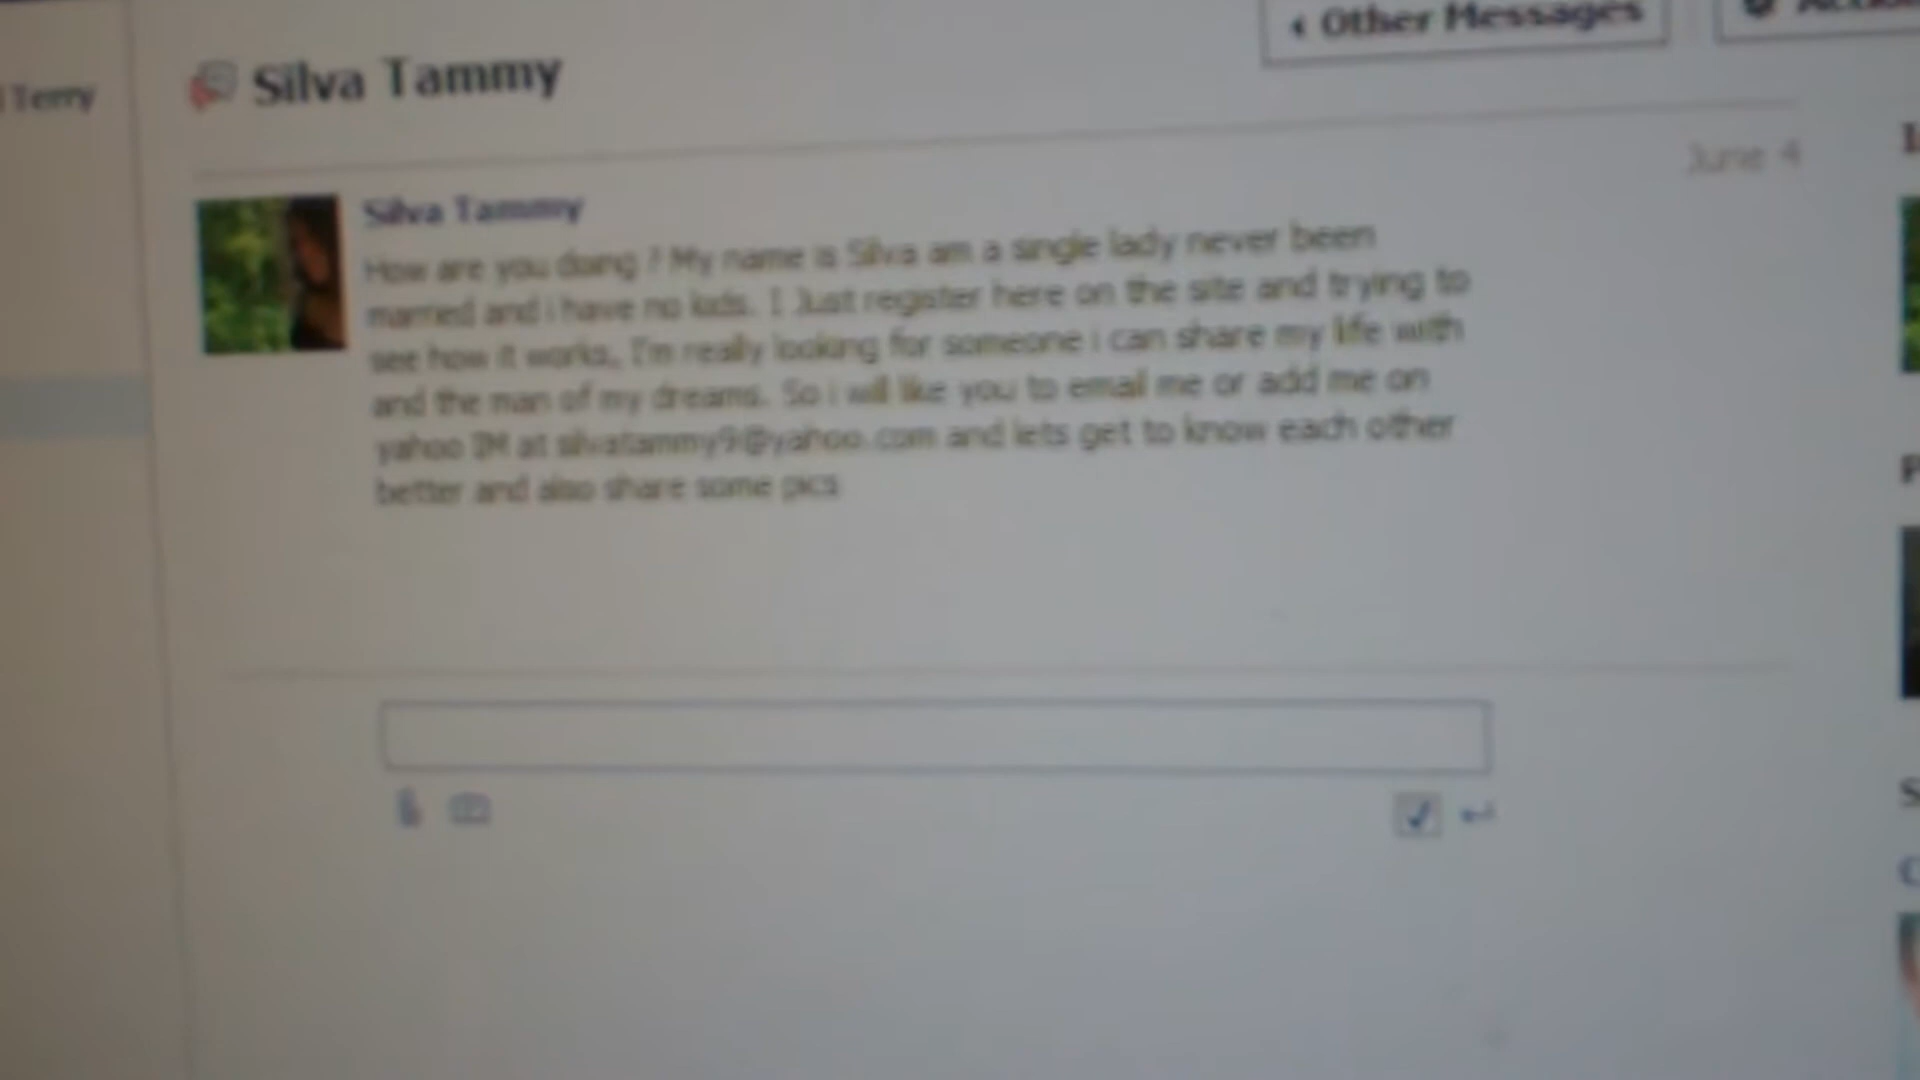 Other Messages
Terry
Silva Tammy
June 4
Silva Tammy
How are you doing ? My name is Silva am a single lady never been
married and i have no kids. I Just register here on the site and trying to
see how it works,, I'm really looking for someone i can share my life with
and the man of my dreams. So i will like you to email me or add me on
yahoo IM at silvatammy9@yahoo.com and lets get to know each other
better and also share some pics